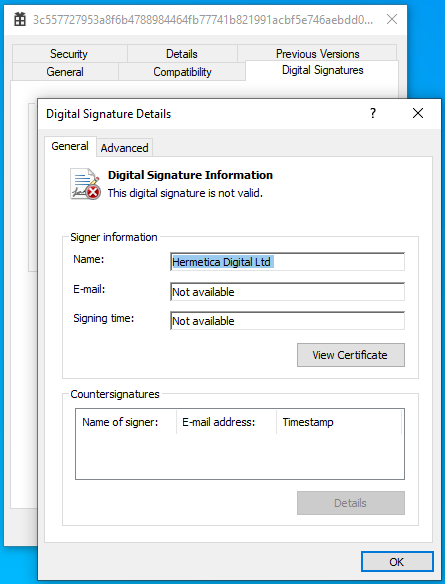 3c557727953a8f6b4788984464fb77741b821991acbf5e746aebdd0...
Security Details Previous Versions
General Compatibility Digital Signatures
Digital Signature Details
General Advanced
Digital Signature Information
This digital signature is not valid.
Signer information
Name: Hermetica Digital Ltd
E-mail: Not available
Signing time: Not available
View Certificate
Countersignatures
Name of signer: E-mail address: Timestamp
Details
OK